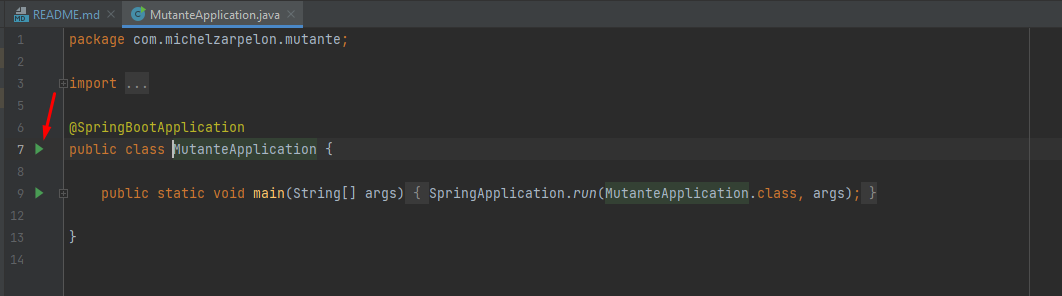 README.md MutanteApplication.java
1 package com.michelzarpelon.mutante;
2
3 import ...
5
6 @SpringBootApplication
7 public class MutanteApplication {
8
9 public static void main(String[] args) { SpringApplication.run(MutanteApplication.class, args); }
12
13 }
14